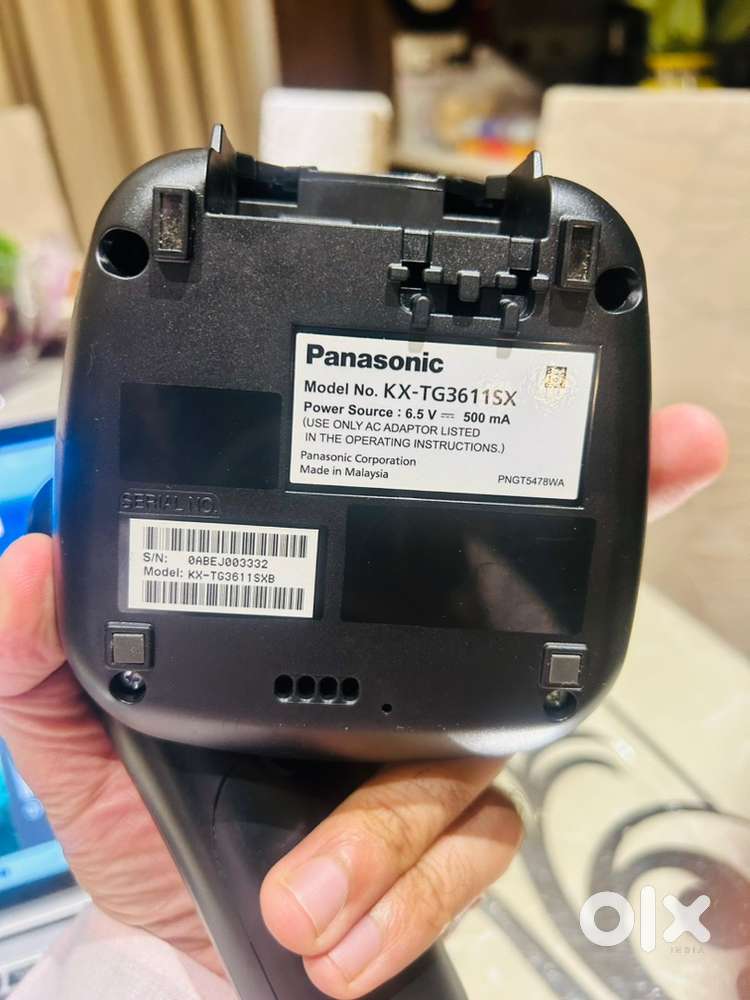 Panasonic
Model No. KX-TG3611SX
Power Source : 6.5 V ⎓ 500 mA
(USE ONLY AC ADAPTOR LISTED
IN THE OPERATING INSTRUCTIONS.)
Panasonic Corporation
Made in Malaysia
PNGT5478WA
SERIAL NO.
S/N: 0ABEJ003332
Model: KX-TG3611SXB
olx
INDIA